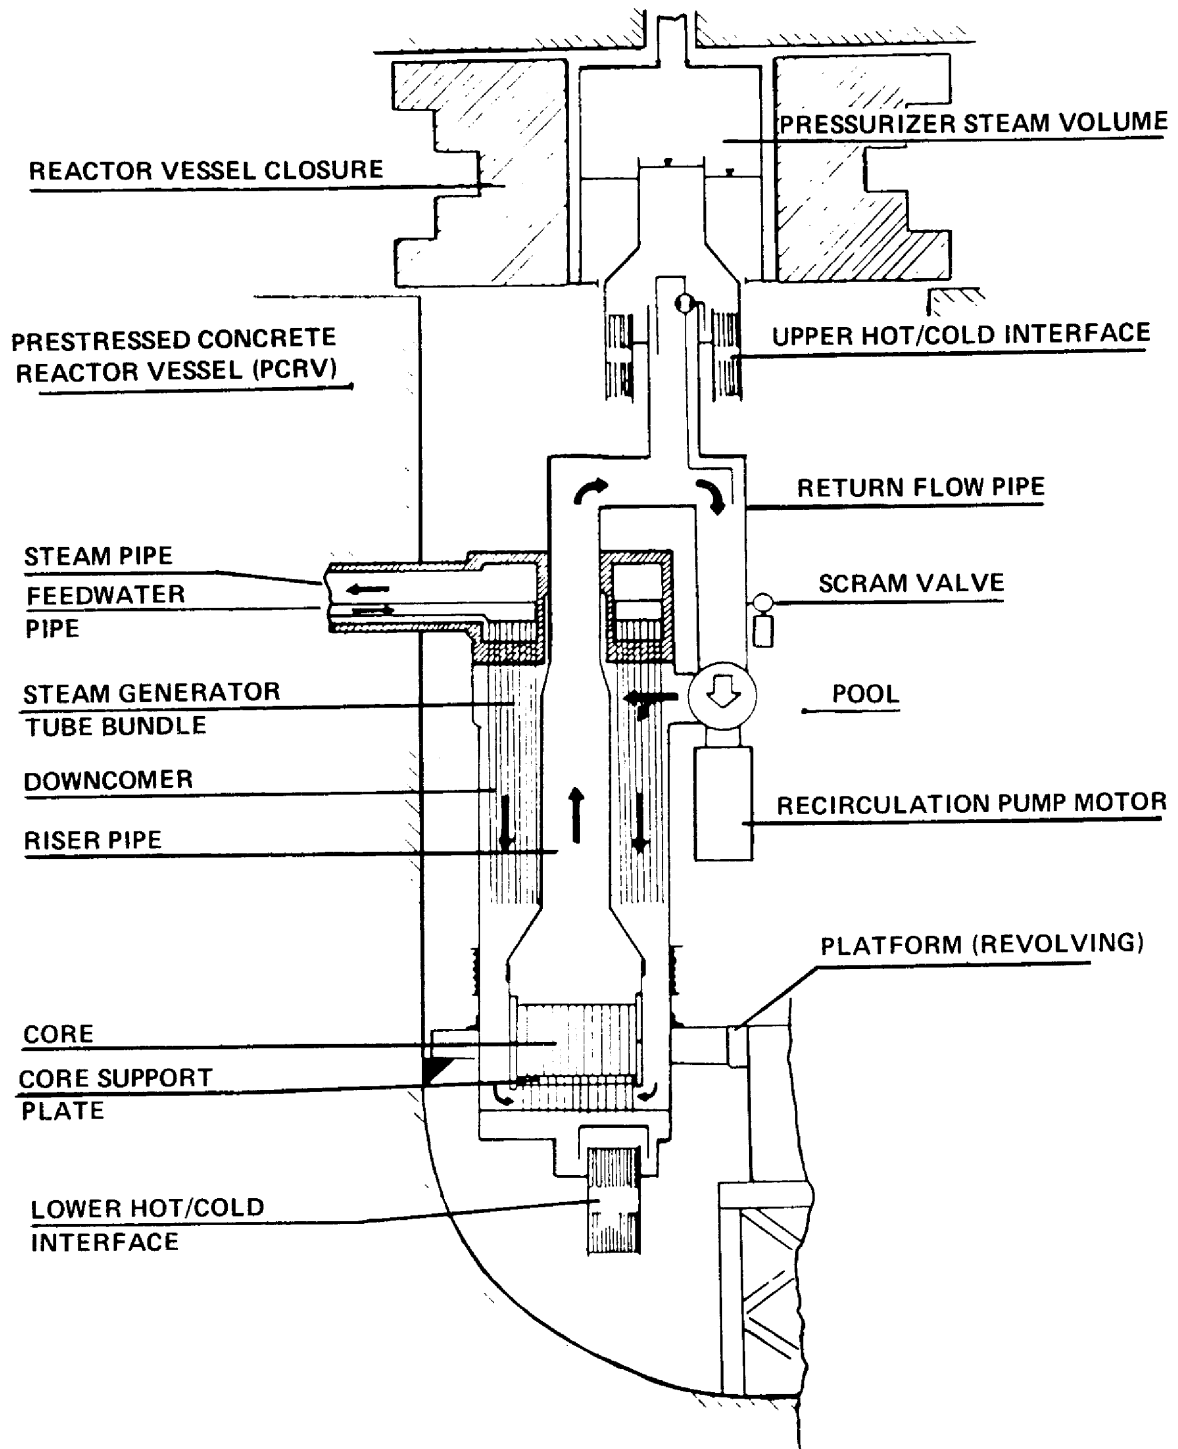 PRESSURIZER STEAM VOLUME
REACTOR VESSEL CLOSURE
PRESTRESSED CONCRETE
REACTOR VESSEL (PCRV)
UPPER HOT/COLD INTERFACE
RETURN FLOW PIPE
STEAM PIPE
FEEDWATER
PIPE
SCRAM VALVE
STEAM GENERATOR
TUBE BUNDLE
POOL
DOWNCOMER
RECIRCULATION PUMP MOTOR
RISER PIPE
PLATFORM (REVOLVING)
CORE
CORE SUPPORT
PLATE
LOWER HOT/COLD
INTERFACE